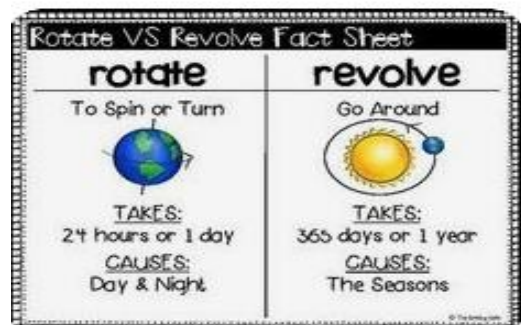 Rotate VS Revolve Fact Sheet
rotate
To Spin or Turn
TAKES:
24 hours or 1 day
CAUSES:
Day & Night
revolve
Go Around
TAKES:
365 days or 1 year
CAUSES:
The Seasons